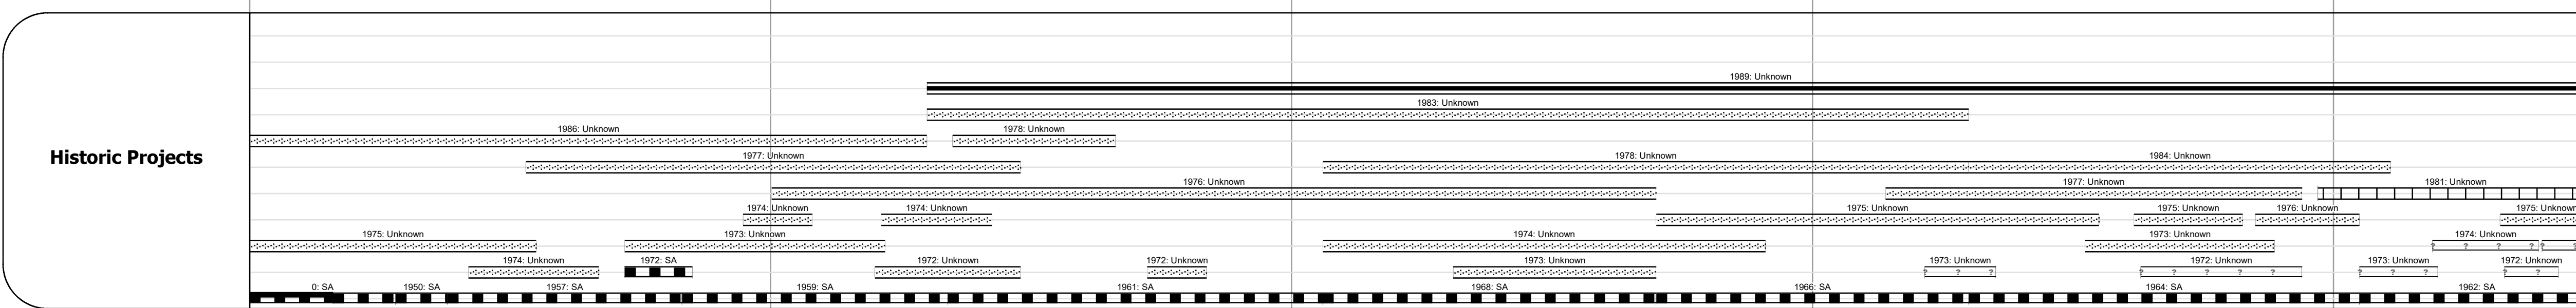 1989: Unknown
1983: Unknown
1986: Unknown 1978: Unknown
Historic Projects
1977: Unknown 1978: Unknown 1984: Unknown
1976: Unknown 1977: Unknown 1981: Unknown
1974: Unknown 1974: Unknown 1975: Unknown 1975: Unknown 1976: Unknown 1975: Unknown
1975: Unknown 1973: Unknown 1974: Unknown 1973: Unknown 1974: Unknown
1974: Unknown 1972: SA 1972: Unknown 1972: Unknown 1973: Unknown 1973: Unknown 1972: Unknown 1973: Unknown 1972: Unknown
0: SA 1950: SA 1957: SA 1959: SA 1961: SA 1968: SA 1966: SA 1964: SA 1962: SA